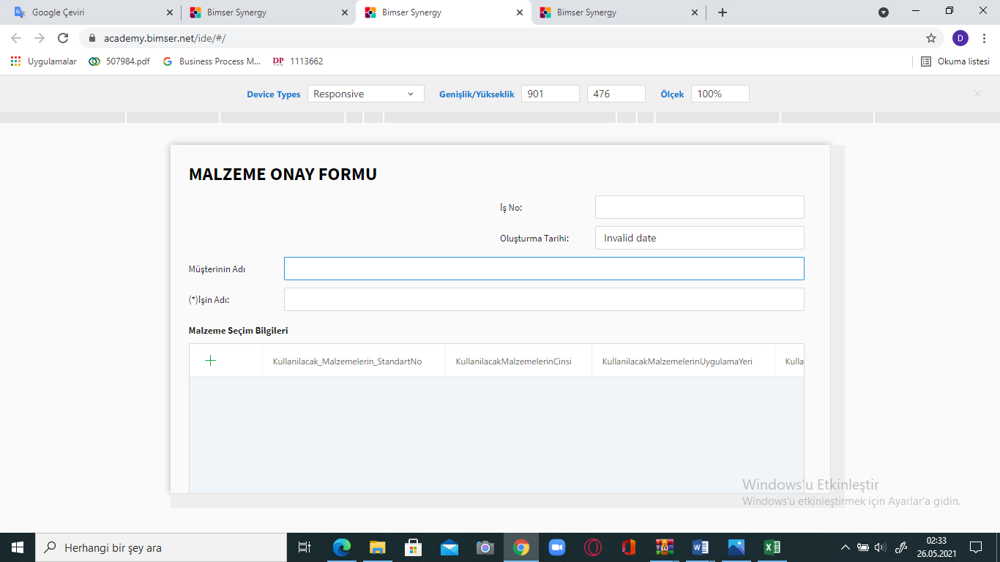 Google Çeviri
Bimser Synergy
Bimser Synergy
Bimser Synergy
academy.bimser.net/ide/#/
D
Uygulamalar
507984.pdf
Business Process M...
DP 1113662
Okuma listesi
Device Types Responsive Genişlik/Yükseklik 901 476 Ölçek 100%
MALZEME ONAY FORMU
İş No:
Oluşturma Tarihi: Invalid date
Müşterinin Adı
(*)İşin Adı:
Malzeme Seçim Bilgileri
Kullanilacak_Malzemelerin_StandartNo KullanilacakMalzemelerinCinsi KullanilacakMalzemelerinUygulamaYeri Kulla
Windows'u Etkinleştir
Windows'u etkinleştirmek için Ayarlar'a gidin.
Herhangi bir şey ara
02:33
26.05.2021